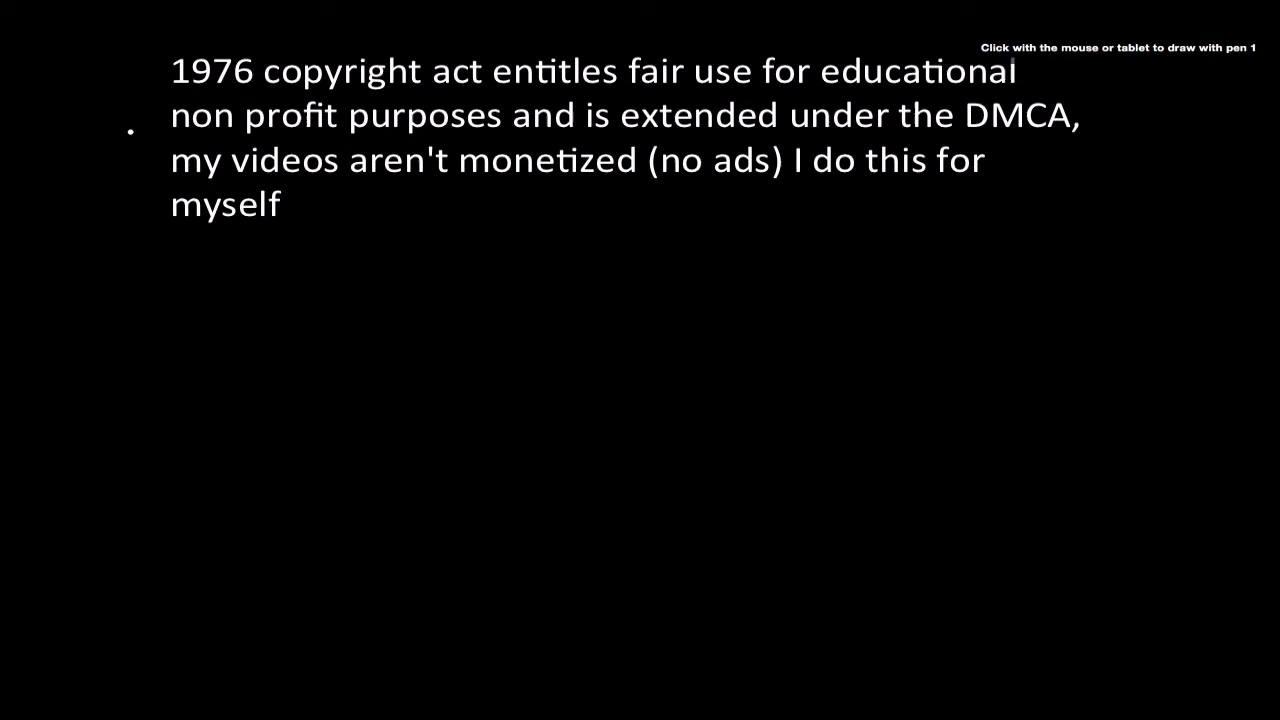 Click with the mouse or tablet to draw with pen 1
1976 copyright act entitles fair use for educational
non profit purposes and is extended under the DMCA,
my videos aren't monetized (no ads) I do this for
myself